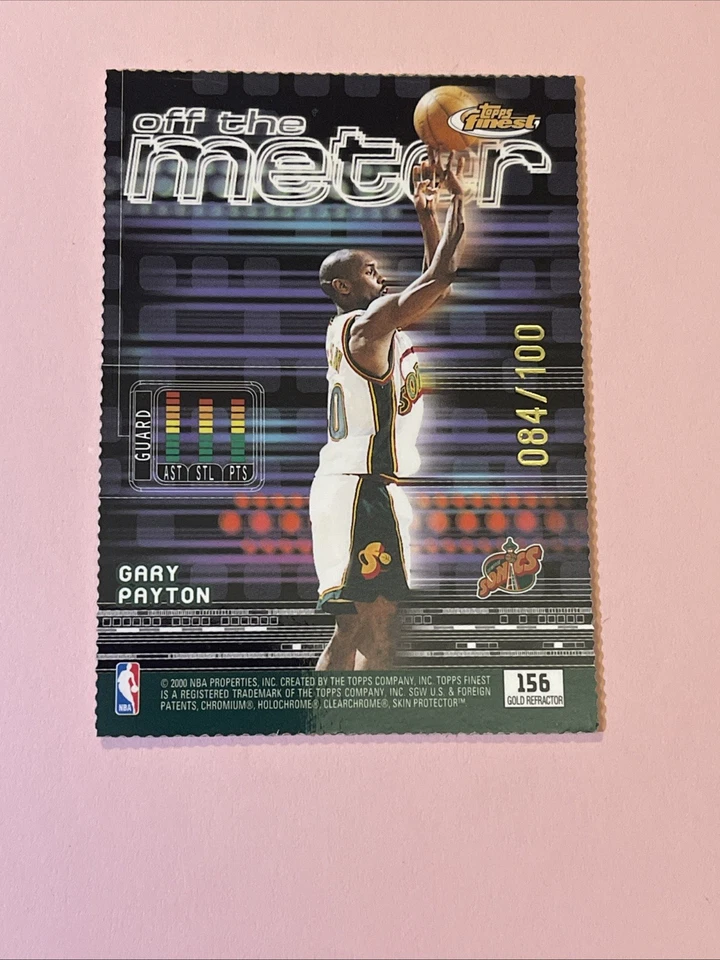 off the
meter
Topps
finest
084/100
GUARD
AST STL PTS
SONICS
GARY
PAYTON
NBA
© 2000 NBA PROPERTIES, INC. CREATED BY THE TOPPS COMPANY, INC. TOPPS FINEST
IS A REGISTERED TRADEMARK OF THE TOPPS COMPANY, INC. SGW U.S. & FOREIGN
PATENTS, CHROMIUM®, HOLOCHROME®, CLEARCHROME®, SKIN PROTECTOR™
156
GOLD REFRACTOR